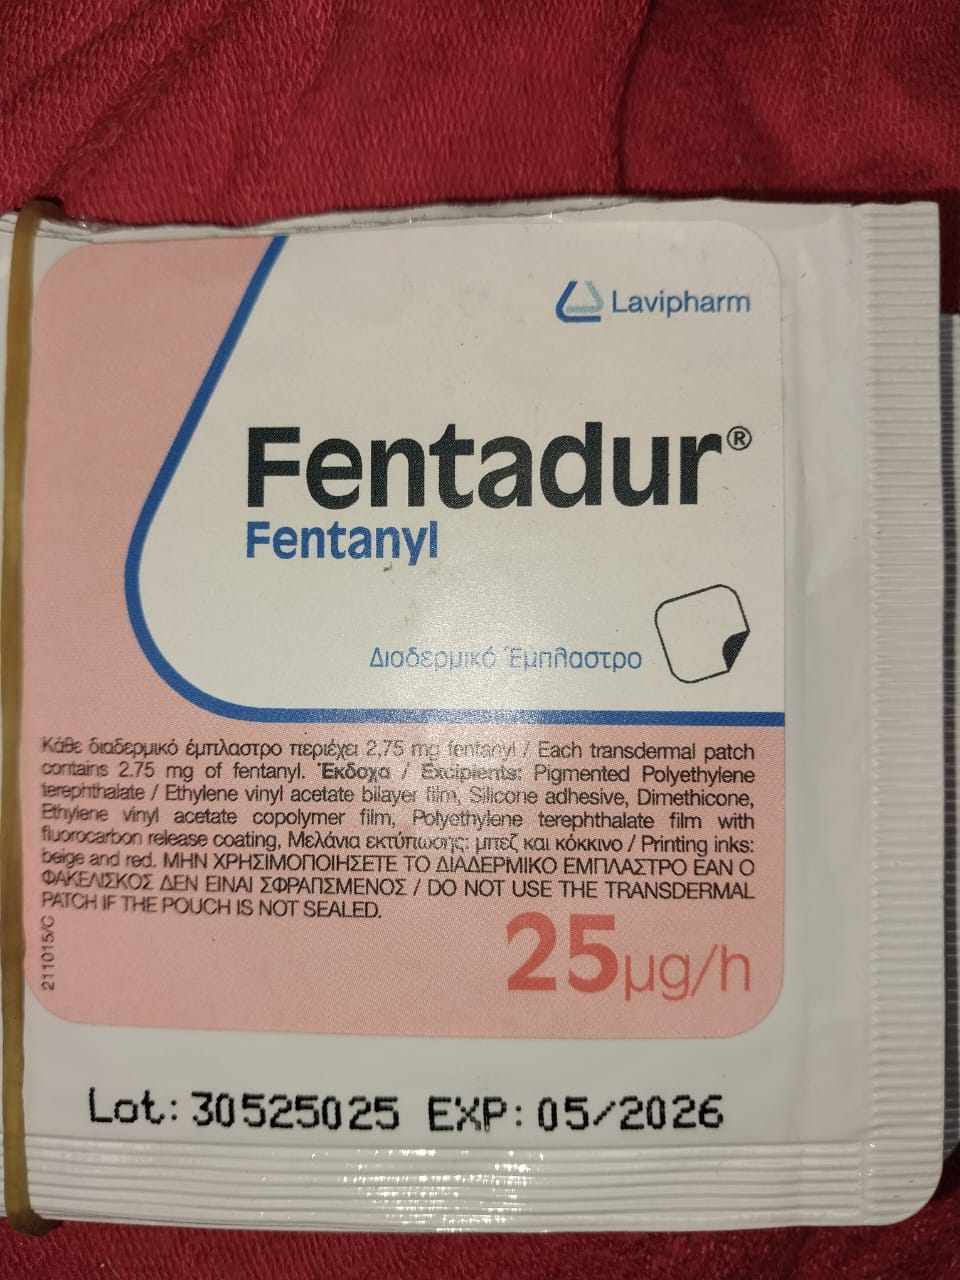 Lavipharm
Fentadur®
Fentanyl
Διαδερμικό Έμπλαστρο
Κάθε διαδερμικό έμπλαστρο περιέχει 2,75 mg fentanyl / Each transdermal patch
contains 2.75 mg of fentanyl. Έκδοχα / Excipients: Pigmented Polyethylene
terephthalate / Ethylene vinyl acetate bilayer film, Silicone adhesive, Dimethicone,
Ethylene vinyl acetate copolymer film, Polyethylene terephthalate film with
fluorocarbon release coating, Μελάνια εκτύπωσης: μπεζ και κόκκινο / Printing inks:
beige and red. ΜΗΝ ΧΡΗΣΙΜΟΠΟΙΗΣΕΤΕ ΤΟ ΔΙΑΔΕΡΜΙΚΟ ΕΜΠΛΑΣΤΡΟ ΕΑΝ Ο
ΦΑΚΕΛΙΣΚΟΣ ΔΕΝ ΕΙΝΑΙ ΣΦΡΑΓΙΣΜΕΝΟΣ / DO NOT USE THE TRANSDERMAL
PATCH IF THE POUCH IS NOT SEALED.
211015/C
25 μg/h
Lot: 30525025 EXP: 05/2026